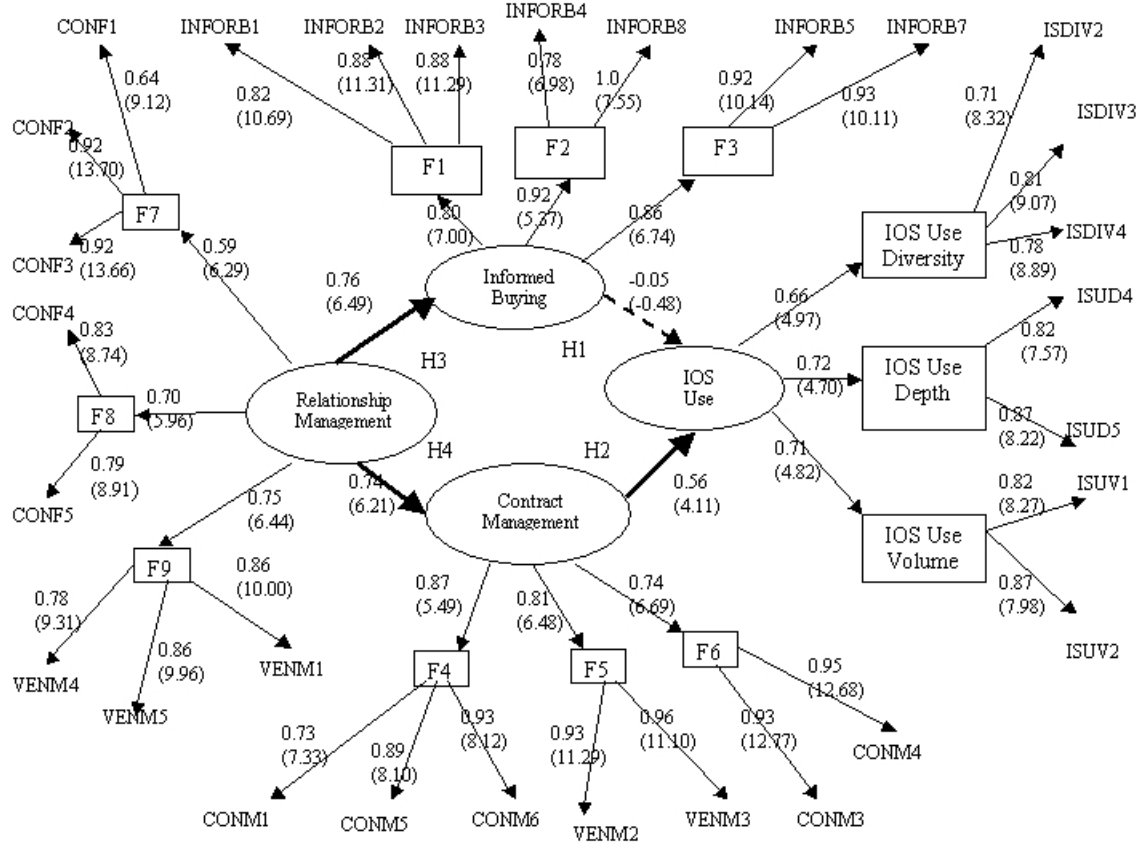 CONF1
INFORB1
INFORB2
INFORB3
INFORB4
INFORB8
INFORB5
INFORB7
ISDIV2
0.64
(9.12)
0.82
(10.69)
0.88
(11.31)
0.88
(11.29)
0.78
(6.98)
1.0
(7.55)
0.92
(10.14)
0.93
(10.11)
0.71
(8.32)
ISDIV3
CONF2
0.92
(13.70)
F1
F2
F3
0.81
(9.07)
F7
0.80
(7.00)
0.92
(5.37)
0.86
(6.74)
IOS Use
Diversity
ISDIV4
0.78
(8.89)
CONF3
0.92
(13.66)
0.59
(6.29)
0.76
(6.49)
Informed
Buying
-0.05
(-0.48)
0.66
(4.97)
ISUD4
CONF4
0.83
(8.74)
H3
H1
0.82
(7.57)
F8
0.70
(5.96)
Relationship
Management
IOS
Use
0.72
(4.70)
IOS Use
Depth
0.87
(8.22)
ISUD5
H4
H2
0.79
(8.91)
0.74
(6.21)
0.56
(4.11)
0.71
(4.82)
CONF5
0.75
(6.44)
Contract
Management
0.82
(8.27)
ISUV1
IOS Use
Volume
F9
0.86
(10.00)
0.87
(5.49)
0.81
(6.48)
0.74
(6.69)
0.87
(7.98)
0.78
(9.31)
0.86
(9.96)
VENM4
VENM5
VENM1
F4
F5
F6
ISUV2
0.95
(12.68)
0.73
(7.33)
0.89
(8.10)
0.93
(8.12)
0.93
(11.29)
0.96
(11.10)
0.93
(12.77)
CONM4
CONM1
CONM5
CONM6
VENM2
VENM3
CONM3